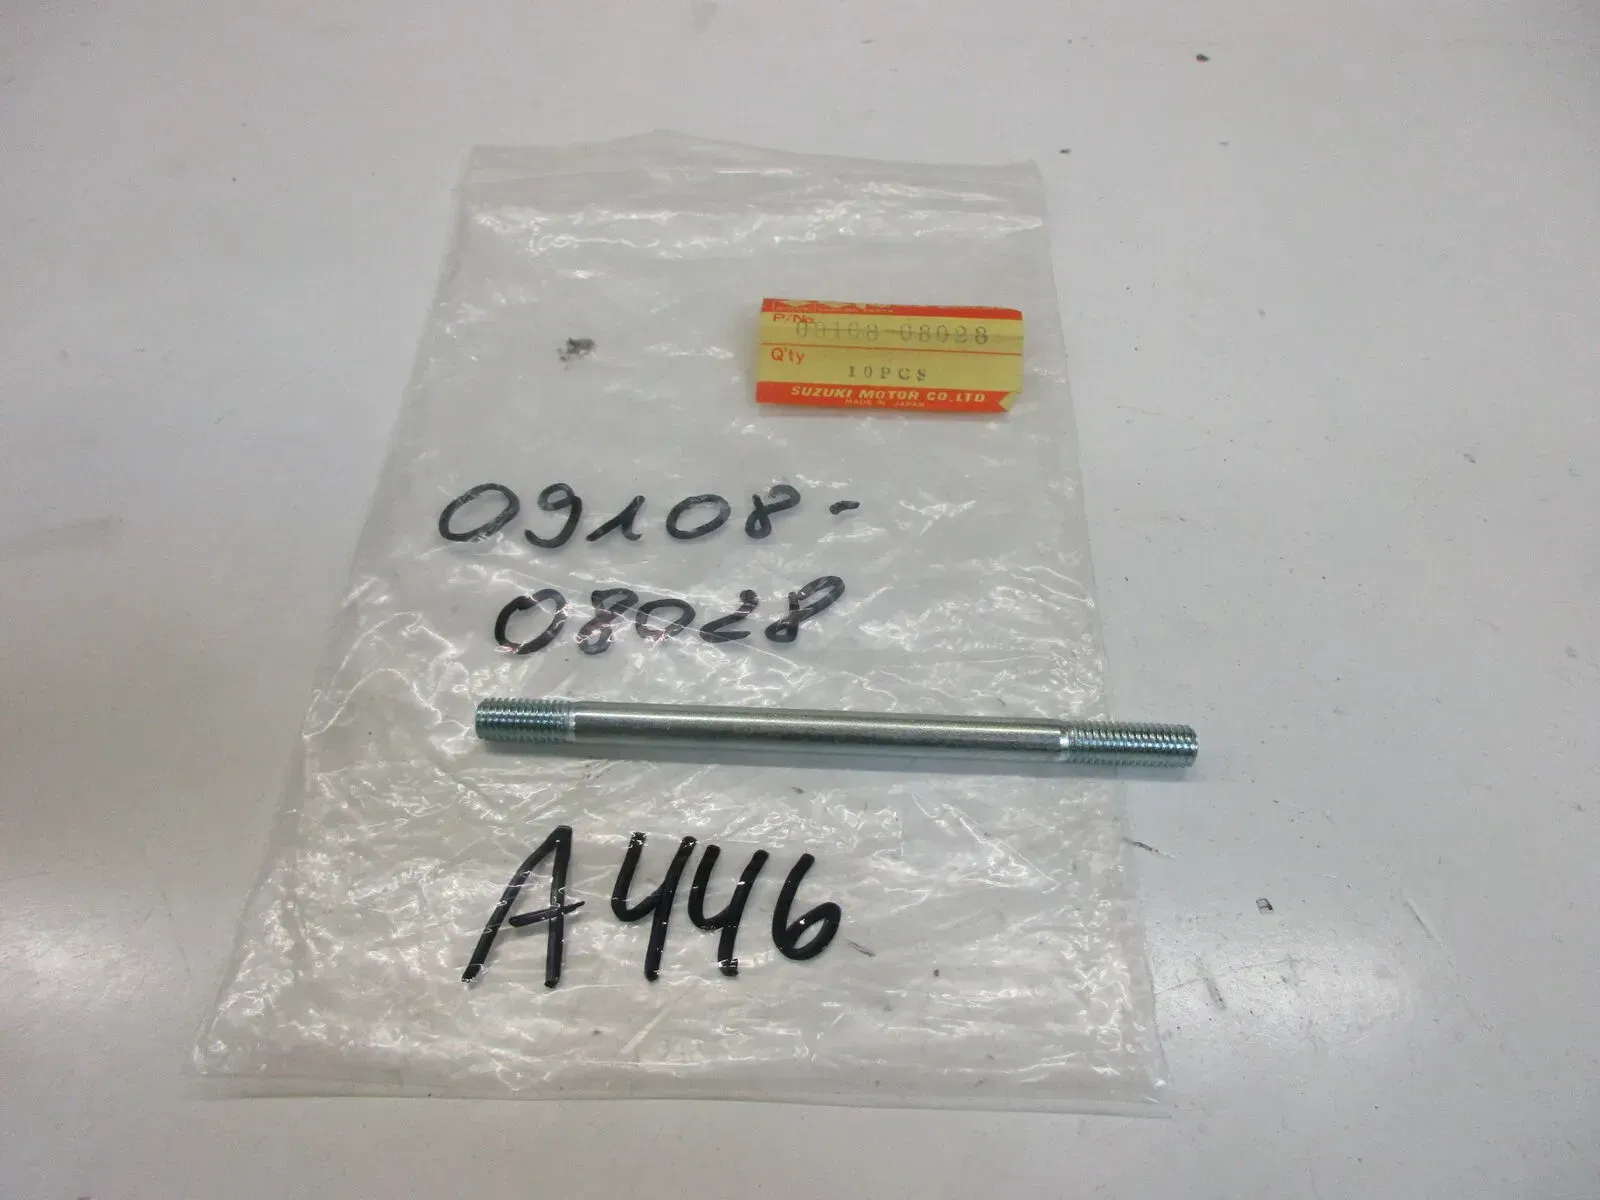 P/No.
09108-08028
Q'ty
10PCS
SUZUKI MOTOR CO.,LTD
MADE IN JAPAN
09108-
08028
A446